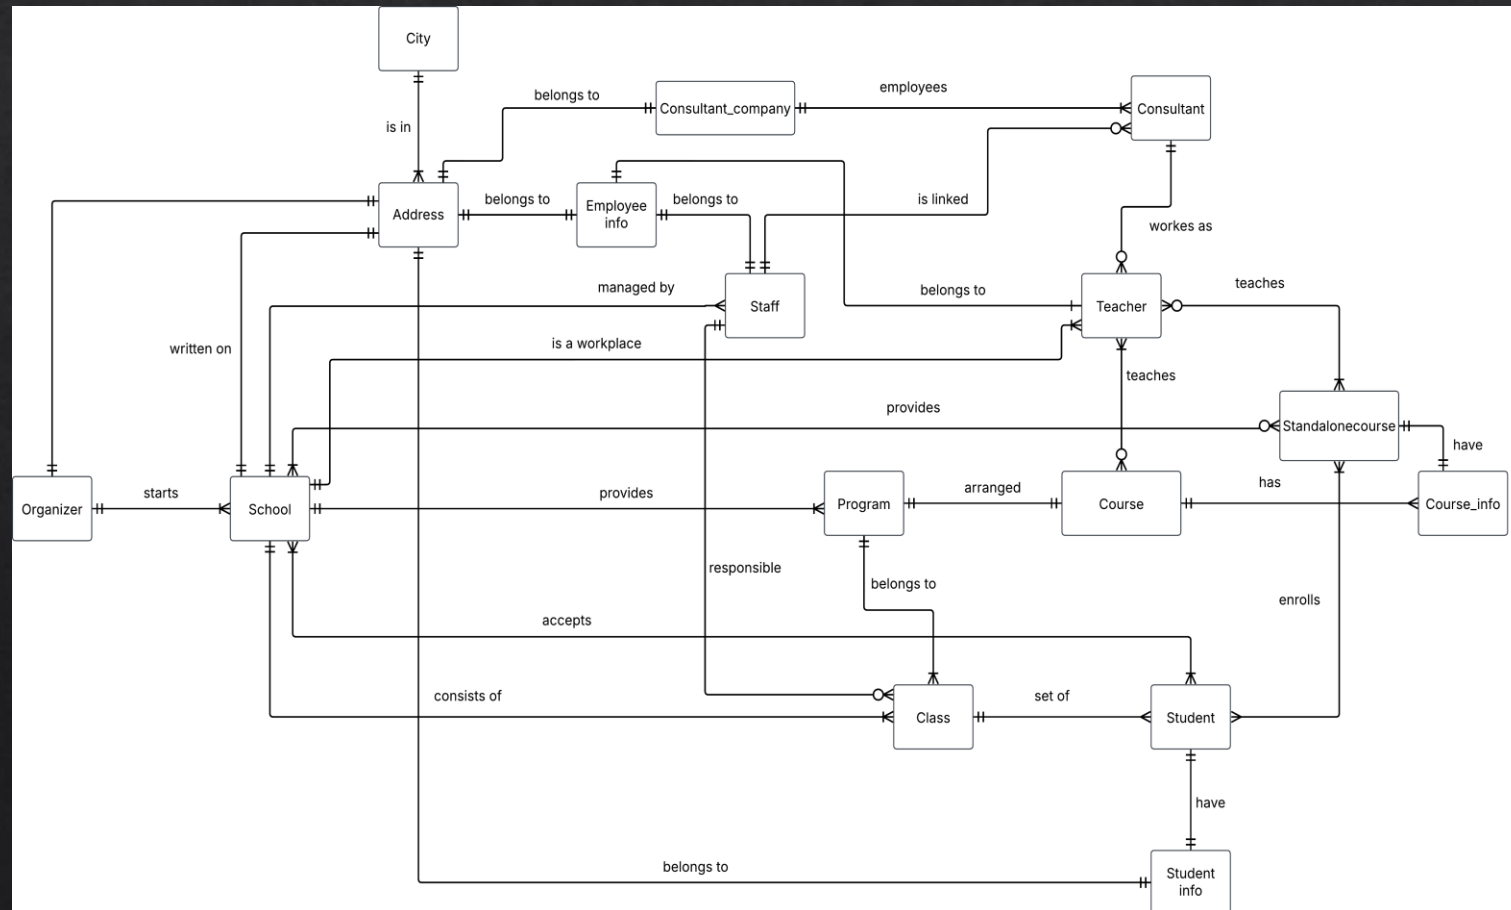 City
belongs to
Consultant_company
employees
Consultant
is in
Address
belongs to
Employee
info
belongs to
is linked
workes as
managed by
Staff
belongs to
Teacher
teaches
written on
is a workplace
teaches
provides
Standalonecourse
have
Organizer
starts
School
provides
Program
arranged
Course
has
Course_info
responsible
belongs to
enrolls
accepts
consists of
Class
set of
Student
have
belongs to
Student
info